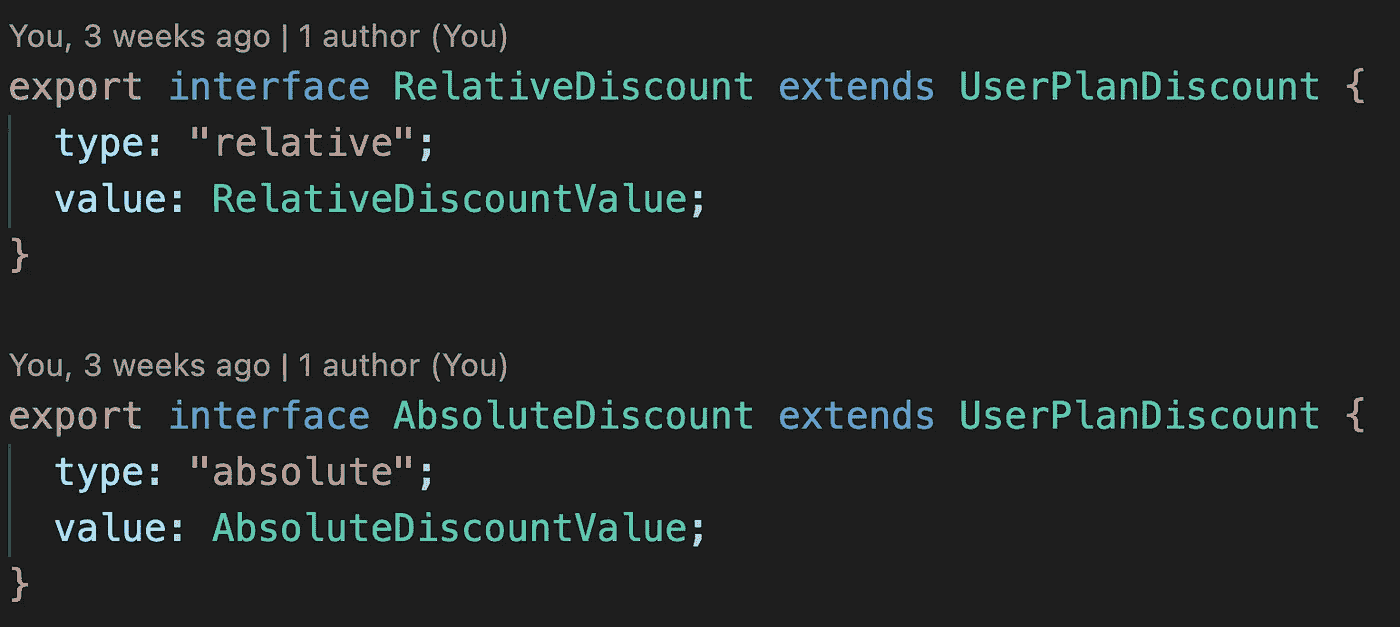 You, 3 weeks ago | 1 author (You)
export interface RelativeDiscount extends UserPlanDiscount {
  type: "relative";
  value: RelativeDiscountValue;
}
You, 3 weeks ago | 1 author (You)
export interface AbsoluteDiscount extends UserPlanDiscount {
  type: "absolute";
  value: AbsoluteDiscountValue;
}